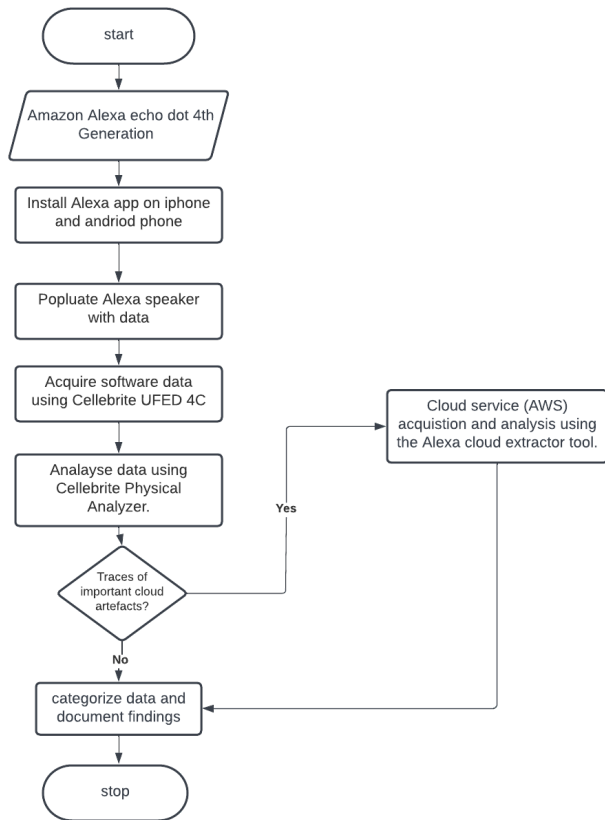 start
Amazon Alexa echo dot 4th
Generation
Install Alexa app on iphone
and andriod phone
Popluate Alexa speaker
with data
Acquire software data
using Cellebrite UFED 4C
Analayse data using
Cellebrite Physical
Analyzer.
Traces of
important cloud
artefacts?
Yes
Cloud service (AWS)
acquistion and analysis using
the Alexa cloud extractor tool.
No
categorize data and
document findings
stop